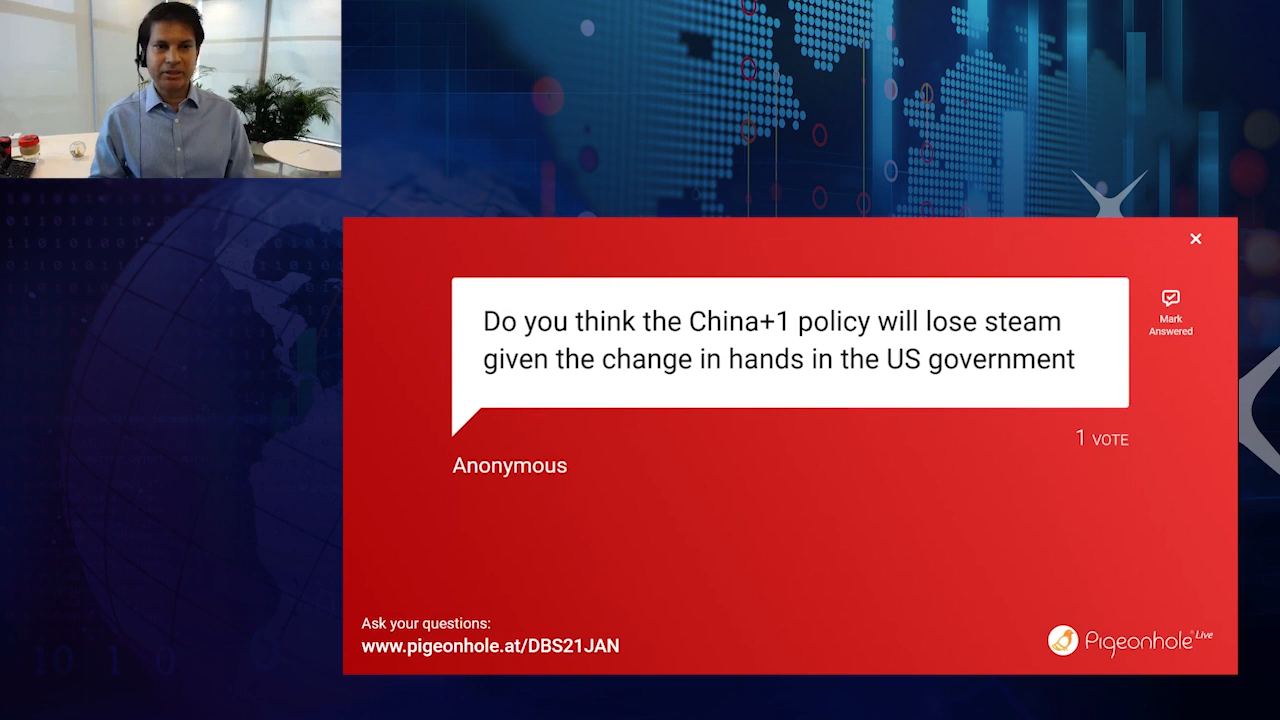 Do you think the China+1 policy will lose steam
given the change in hands in the US government
Mark
Answered
1 VOTE
Anonymous
Ask your questions:
www.pigeonhole.at/DBS21JAN
Pigeonhole Live